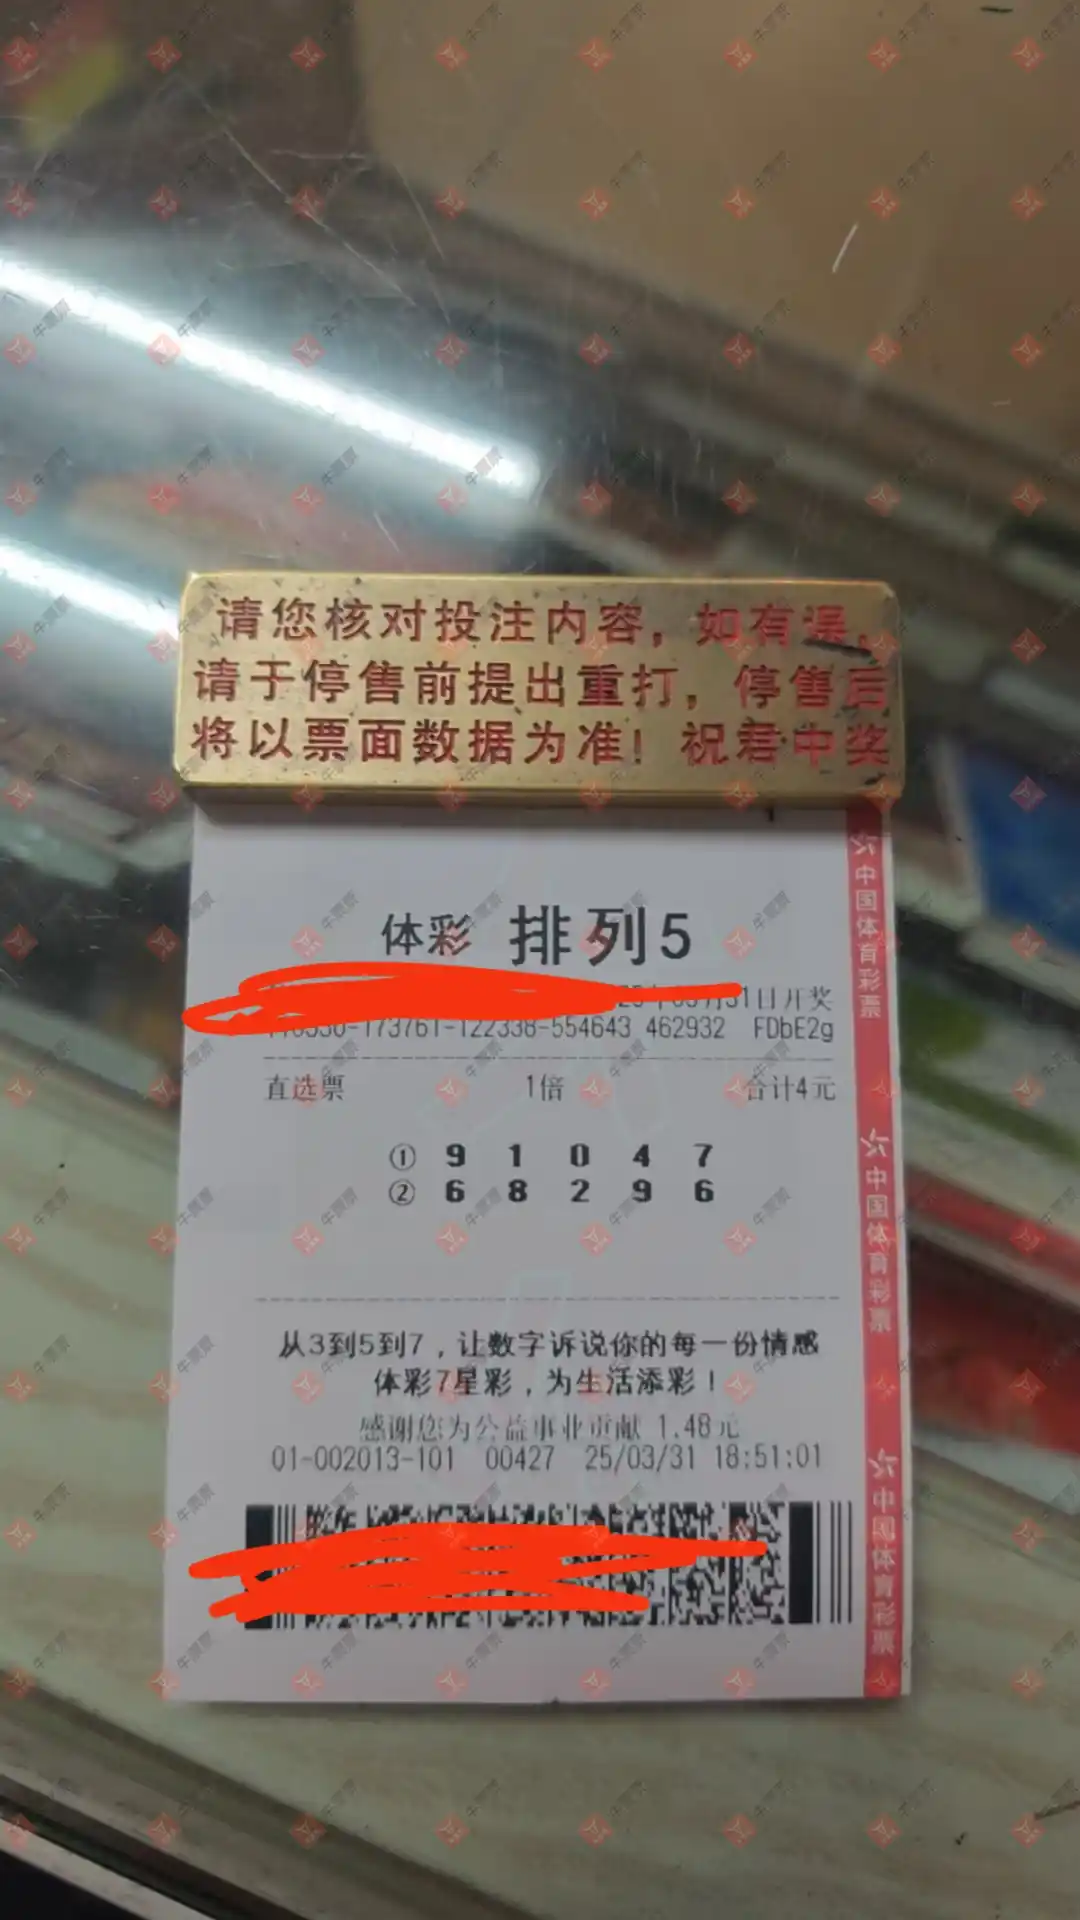 请您核对投注内容，如有误，
请于停售前提出重打，停售后
将以票面数据为准！祝君中奖
体彩 排列5
31日开奖
-173761-122338-554643 462932 FDbE2g
直选票 1倍 合计4元
① 9 1 0 4 7
② 6 8 2 9 6
从3到5到7，让数字诉说你的每一份情感
体彩7星彩，为生活添彩！
感谢您为公益事业贡献 1.48元
01-002013-101 00427 25/03/31 18:51:01
中国体育彩票
中国体育彩票
中国体育彩票
牛票票